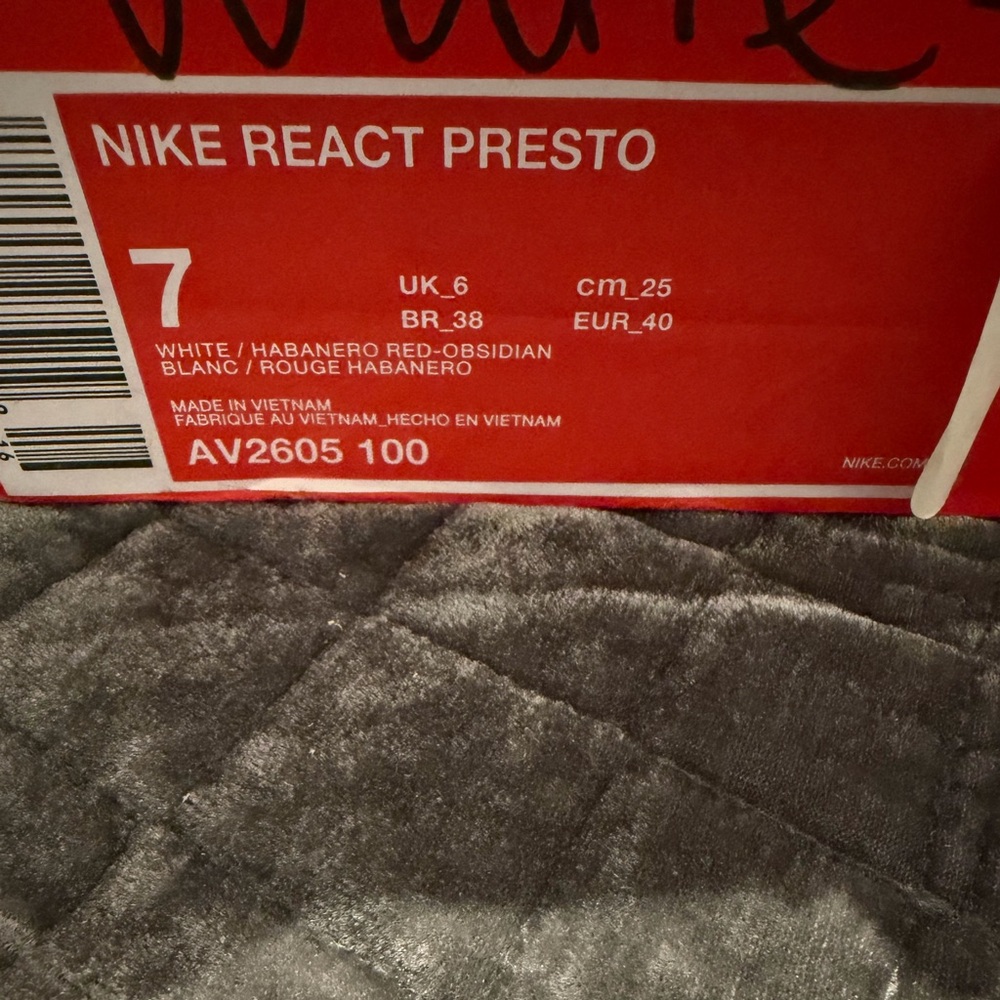 NIKE REACT PRESTO
7
UK_6 cm_25
BR_38 EUR_40
WHITE / HABANERO RED-OBSIDIAN
BLANC / ROUGE HABANERO
MADE IN VIETNAM
FABRIQUE AU VIETNAM_HECHO EN VIETNAM
AV2605 100
NIKE.COM